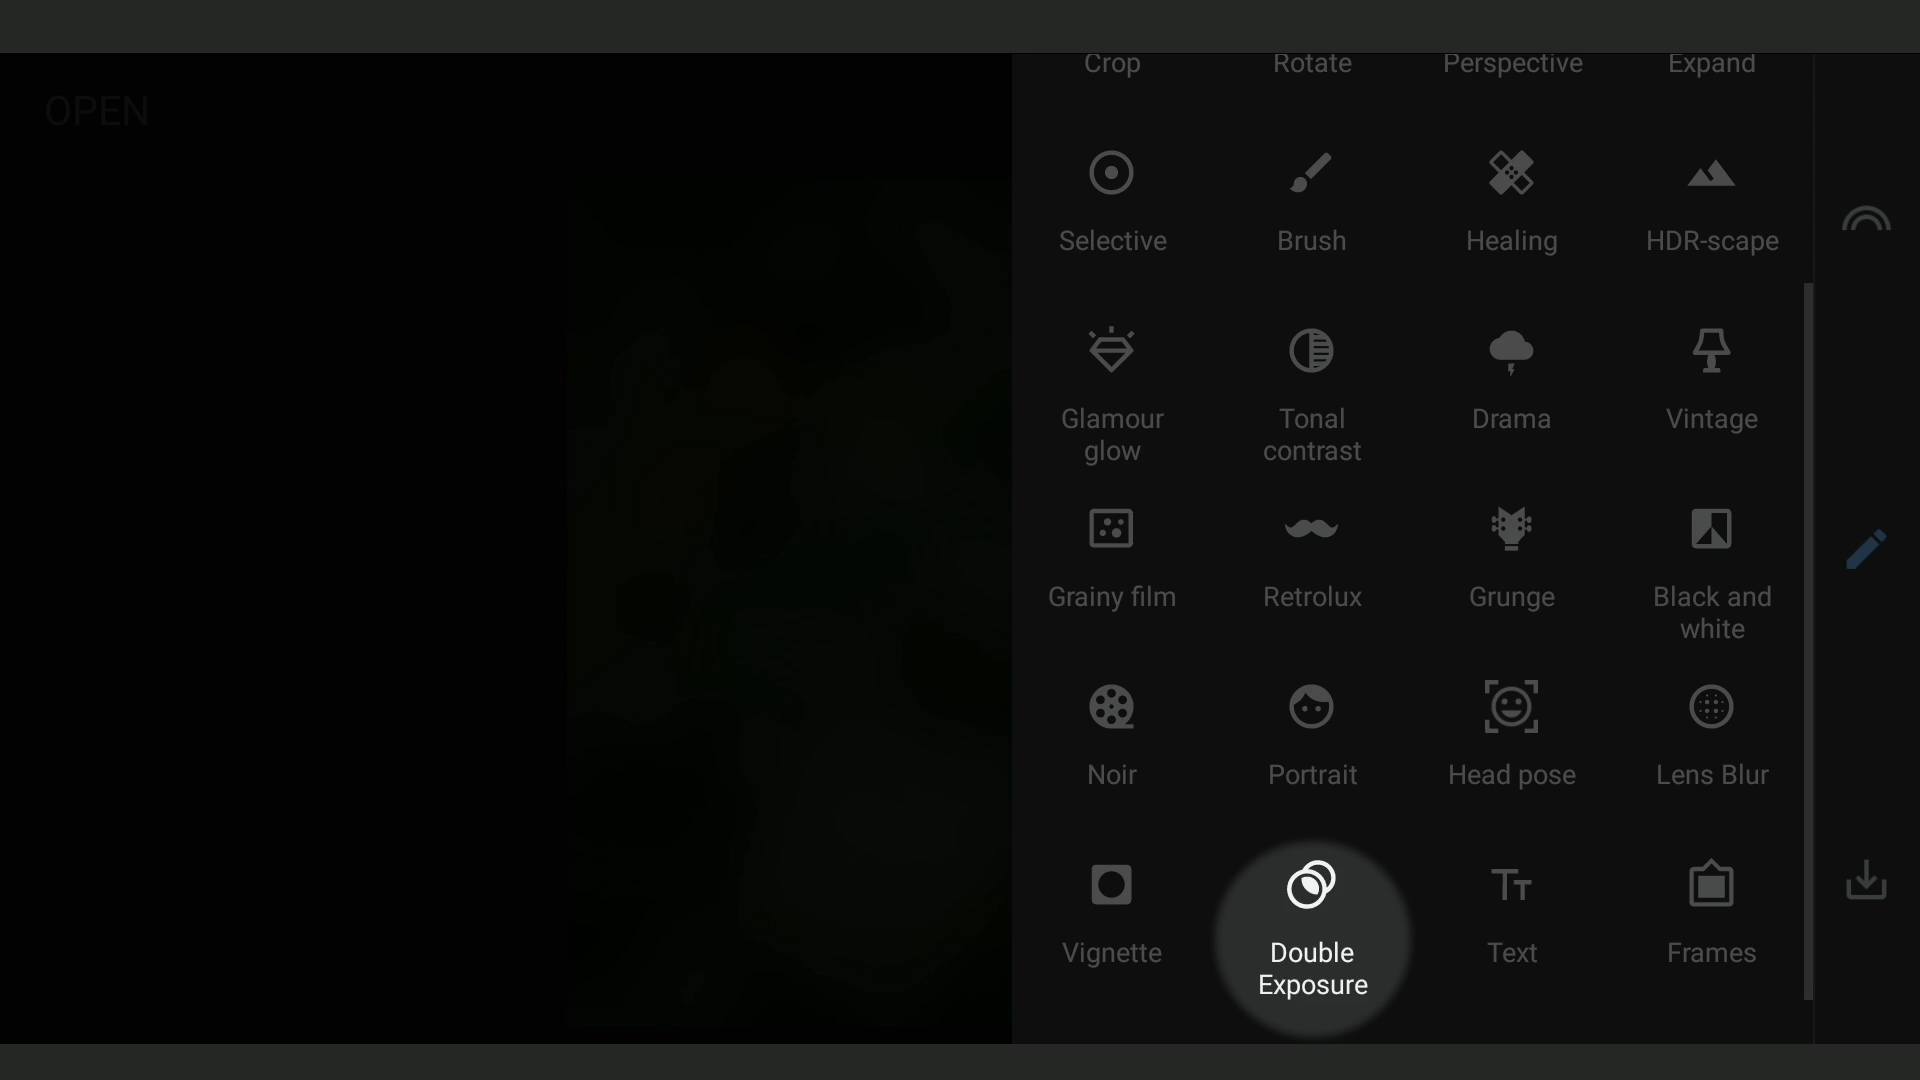 Crop
Rotate
Perspective
Expand
OPEN
Selective
Brush
Healing
HDR-scape
Glamour
glow
Tonal
contrast
Drama
Vintage
Grainy film
Retrolux
Grunge
Black and
white
Noir
Portrait
Head pose
Lens Blur
Vignette
Double
Exposure
Text
Frames